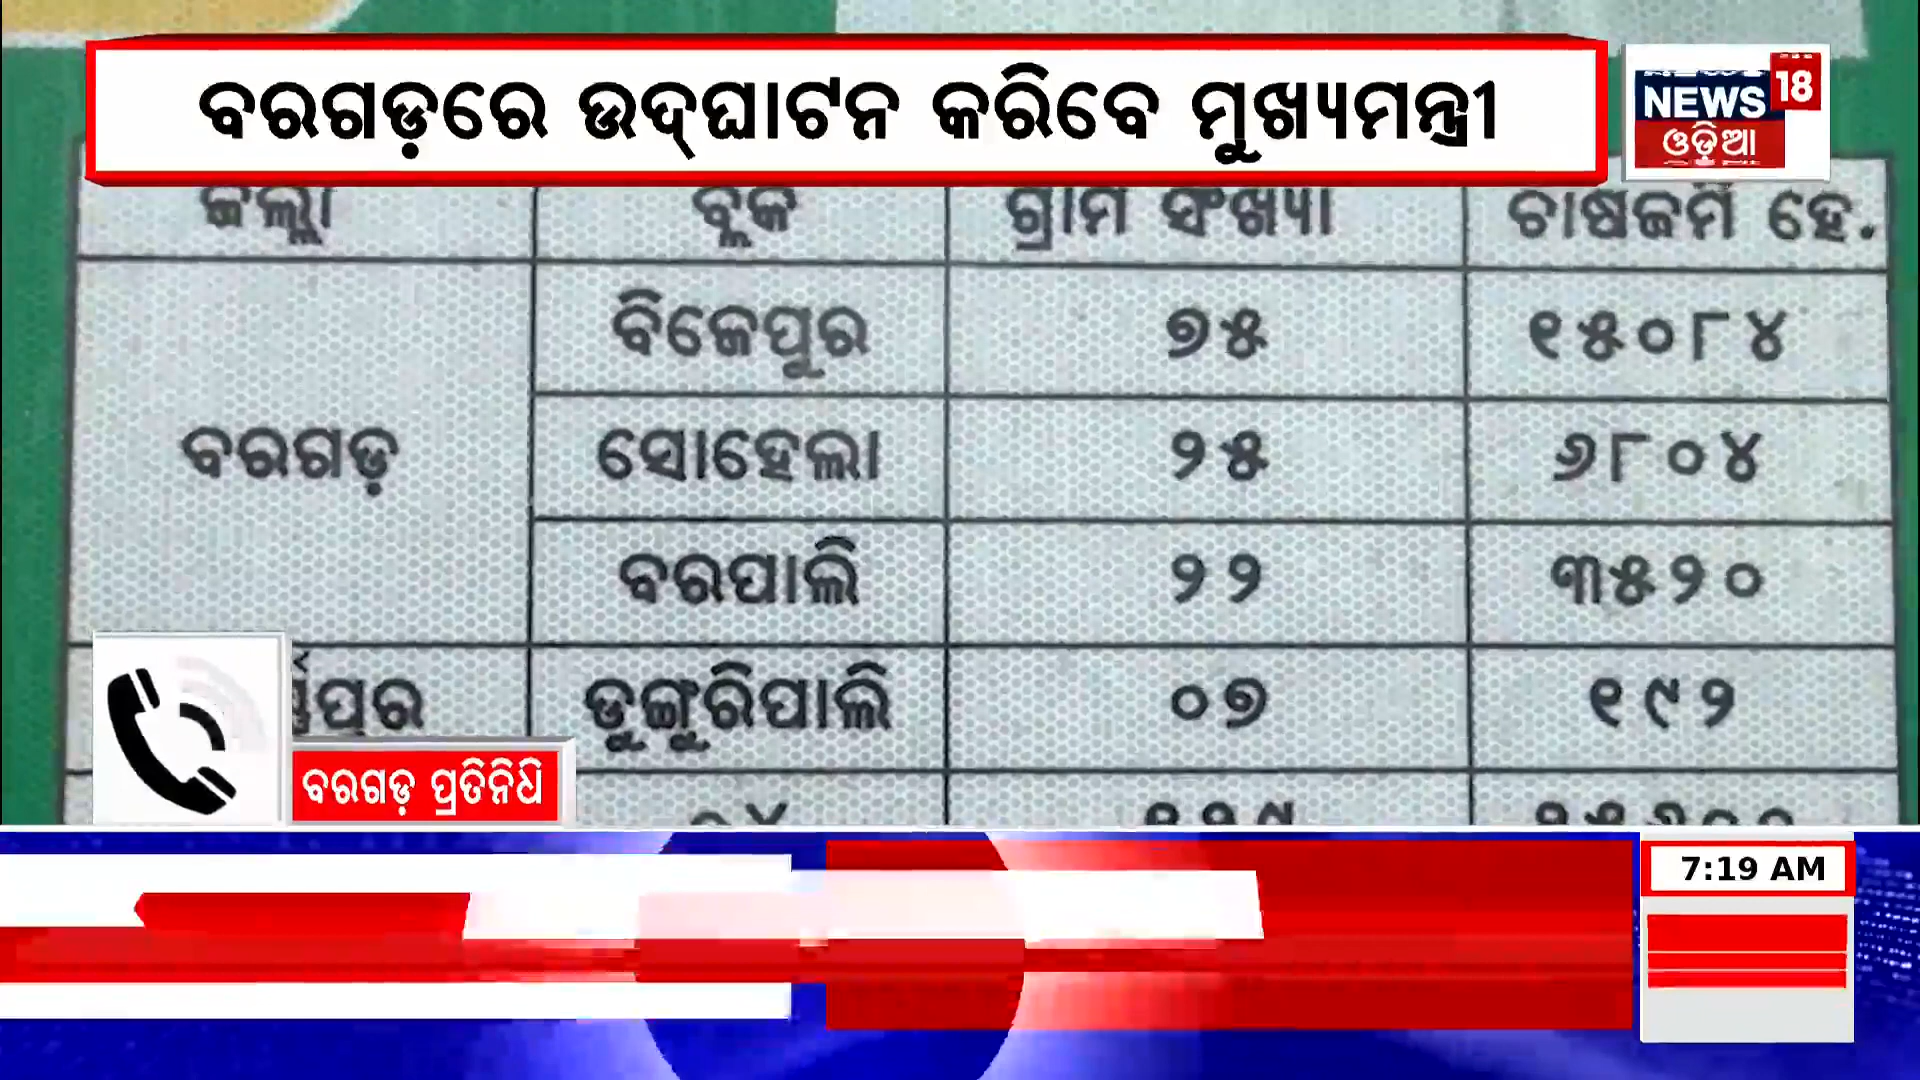 ବରଗଡ଼ରେ ଉଦ୍‌ଘାଟନ କରିବେ ମୁଖ୍ୟମନ୍ତ୍ରୀ
NEWS 18
ଓଡ଼ିଆ
ଜିଲ୍ଲା ବ୍ଲକ ଗ୍ରାମ ସଂଖ୍ୟା ଚାଷଜମି ହେ.
ବିଜେପୁର ୭୫ ୧୫୦୮୪
ବରଗଡ଼ ସୋହେଲା ୨୫ ୬୮୦୪
ବରପାଲି ୨୨ ୩୫୨୦
ଡୁଙ୍ଗୁରିପାଲି ୦୭ ୧୯୨
ବରଗଡ଼ ପ୍ରତିନିଧି
7:19 AM